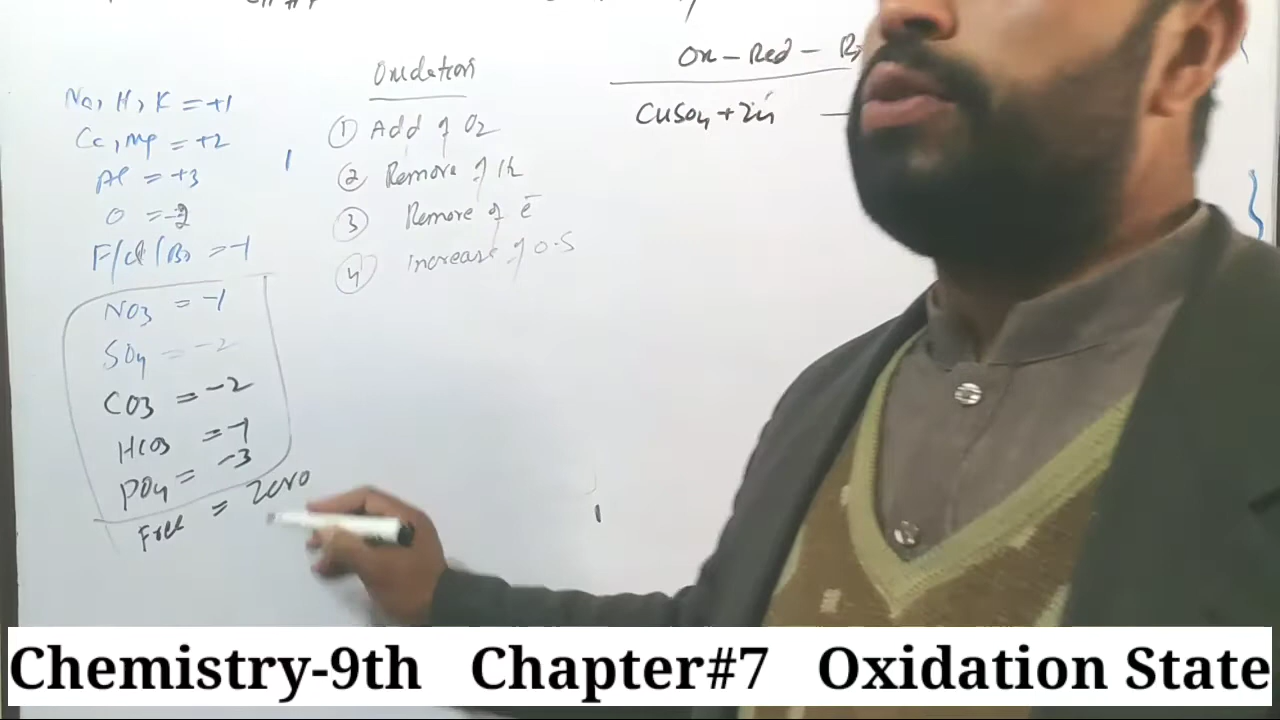 Na, H, K = +1
Ca, Mg = +2
Al = +3
O = -2
F/Cl/Br = -1
NO3 = -1
SO4 = -2
CO3 = -2
HCO3 = -1
PO4 = -3
Free = Zero
Oxidation
① Add of O2
② Remove of H2
③ Remove of e-
④ Increase of O.S
Ox - Red -
CuSO4 + Zn —
Chemistry-9th Chapter#7 Oxidation State